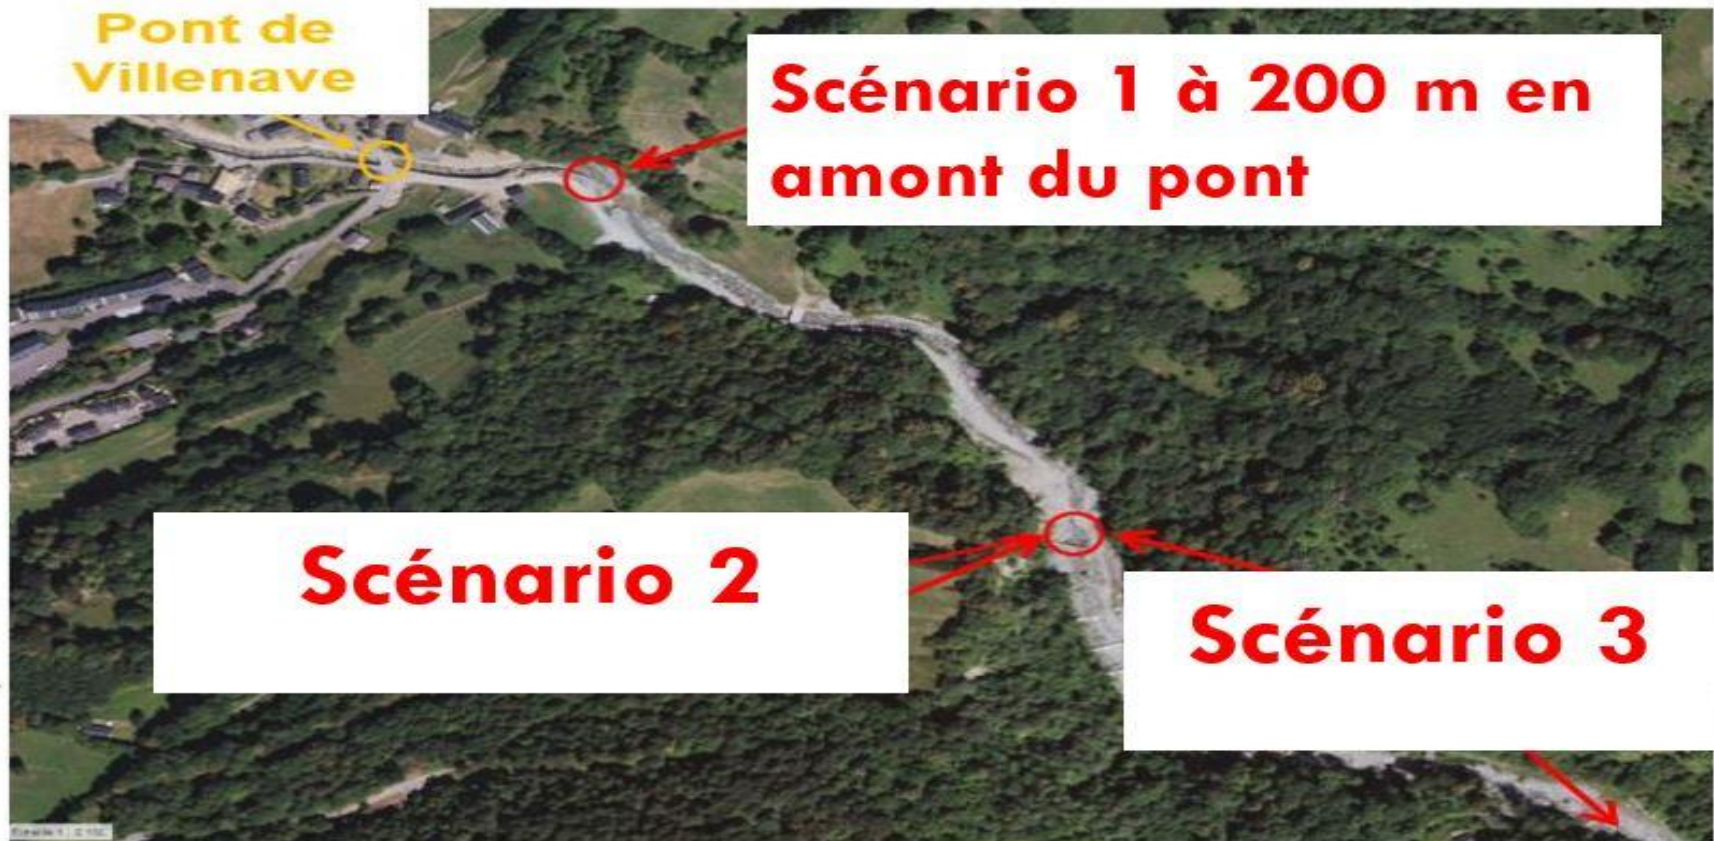 Pont de
Villenave
Scénario 1 à 200 m en
amont du pont
Scénario 2
Scénario 3